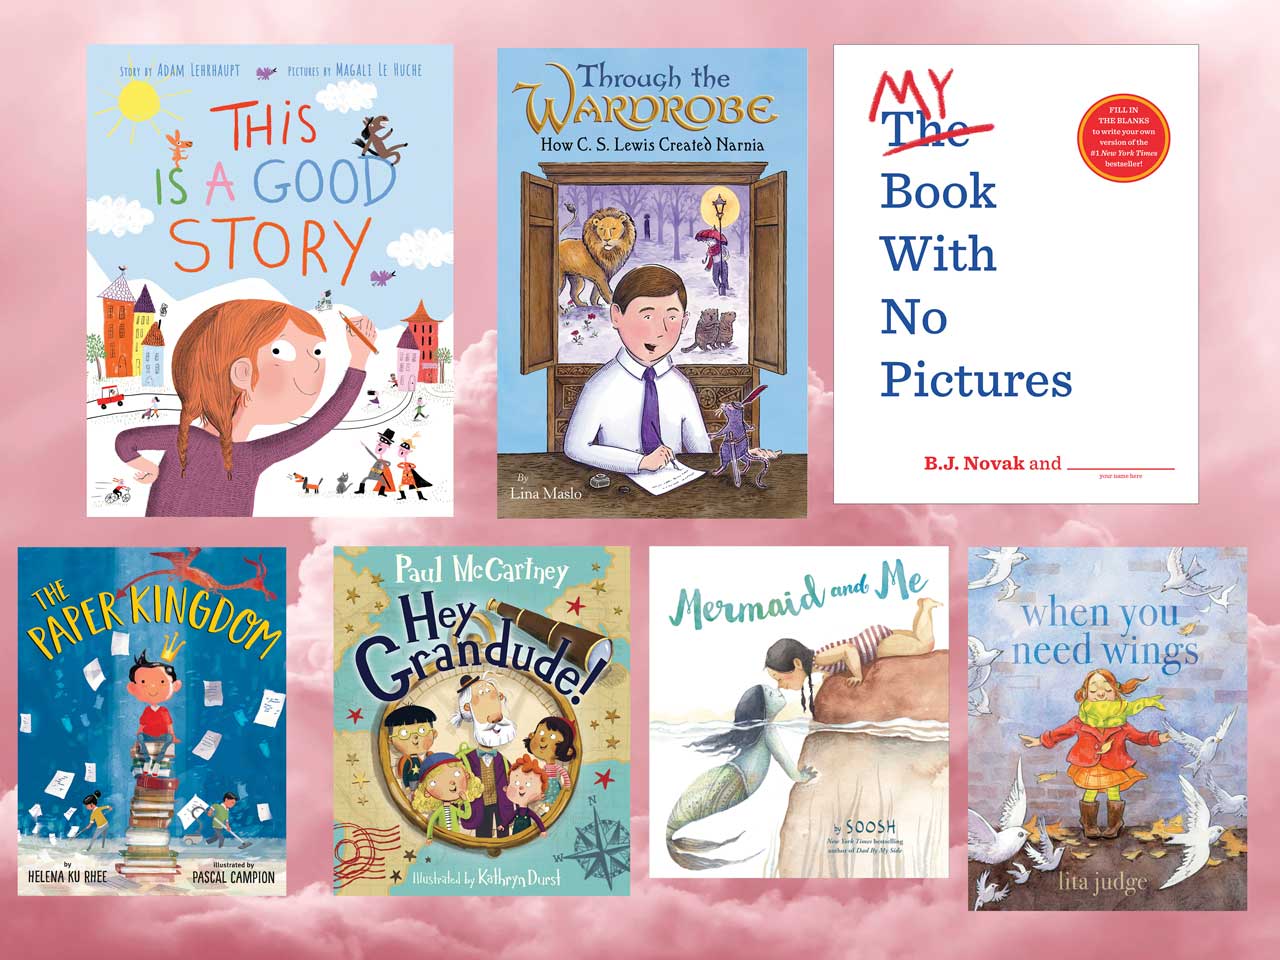 STORY BY ADAM LEHRHAUPT PICTURES BY MAGALI LE HUCHE
THIS
IS A GOOD
STORY
Through the
WARDROBE
How C. S. Lewis Created Narnia
By
Lina Maslo
MY
The
Book
With
No
Pictures
FILL IN
THE BLANKS
to write your own
version of the
#1 New York Times
bestseller!
B.J. Novak and
your name here
THE
PAPER KINGDOM
by
HELENA KU RHEE
illustrated by
PASCAL CAMPION
Paul McCartney
Hey
Grandude!
N
Illustrated by Kathryn Durst
Mermaid and Me
by SOOSH
New York Times bestselling
author of Dad By My Side
when you
need wings
lita judge